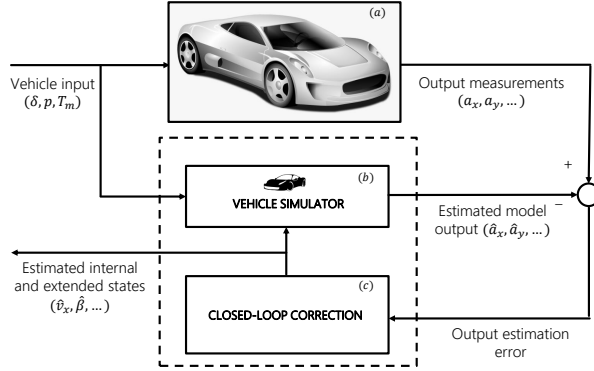 (a)
Vehicle input
(δ, p, T_m)
Output measurements
(a_x, a_y, …)
+
(b)
VEHICLE SIMULATOR
−
Estimated model
output (â_x, â_y, …)
Estimated internal
and extended states
(v̂_x, β̂, …)
(c)
CLOSED-LOOP CORRECTION
Output estimation
error